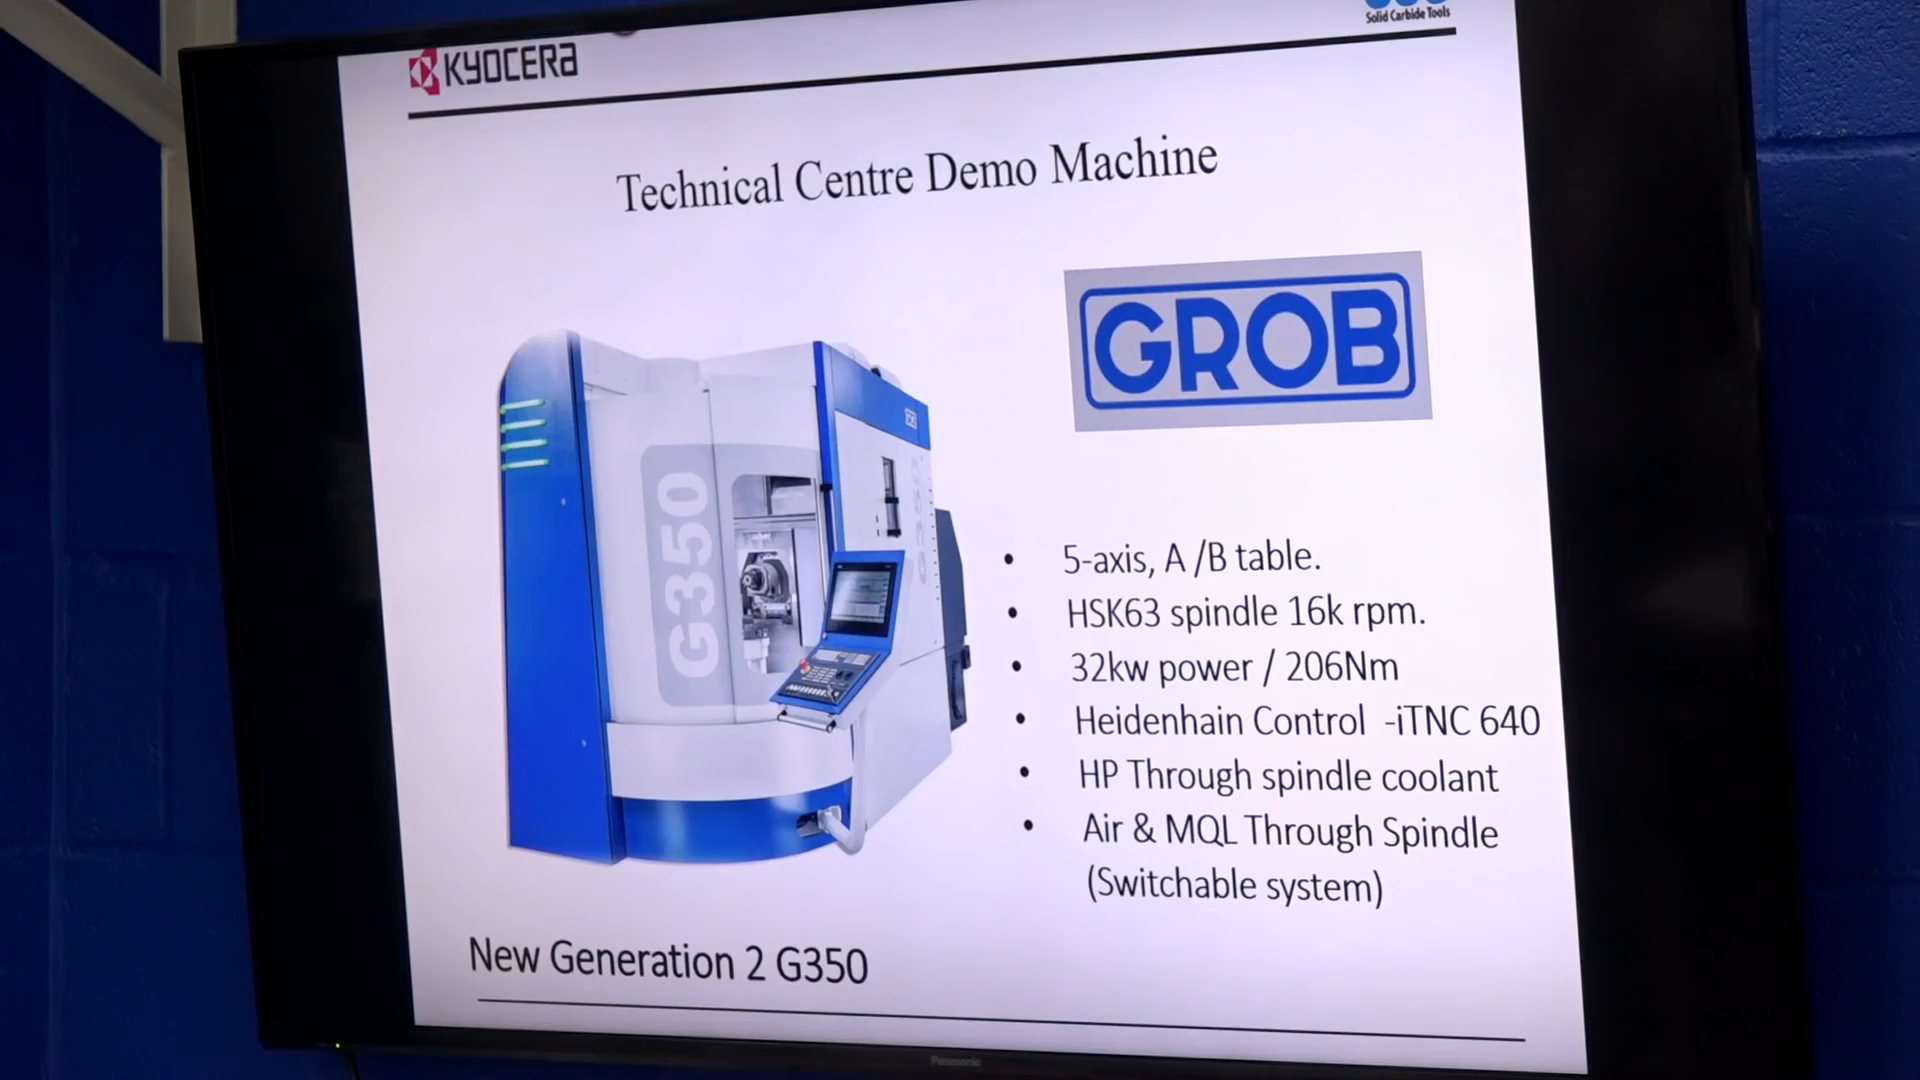 KYOCERA
Solid Carbide Tools
Technical Centre Demo Machine
GROB
G350
• 5-axis, A /B table.
• HSK63 spindle 16k rpm.
• 32kw power / 206Nm
• Heidenhain Control -iTNC 640
• HP Through spindle coolant
• Air & MQL Through Spindle
(Switchable system)
New Generation 2 G350
Panasonic